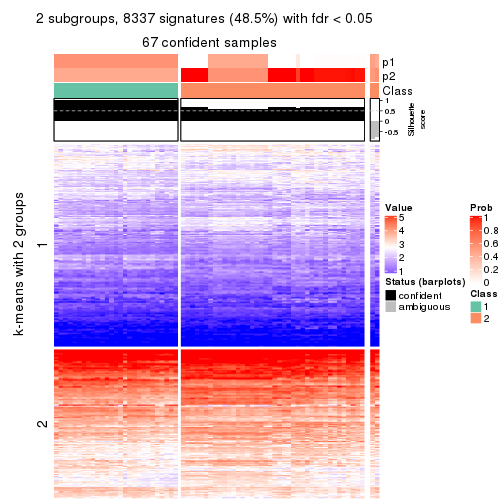 2 subgroups, 8337 signatures (48.5%) with fdr < 0.05
67 confident samples
p1
p2
Class
1
0.5
0
-0.5
Silhouette
score
k-means with 2 groups
1
2
Value
5
4
3
2
1
Status (barplots)
confident
ambiguous
Prob
1
0.8
0.6
0.4
0.2
0
Class
1
2